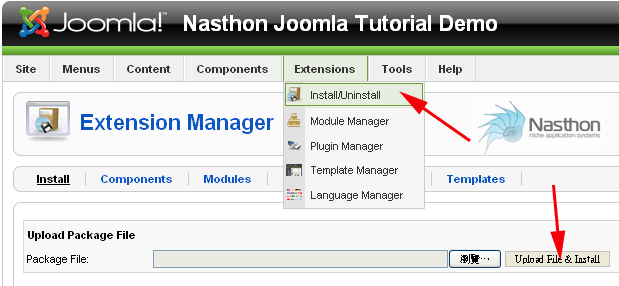 Joomla!™ Nasthon Joomla Tutorial Demo
Site Menus Content Components Extensions Tools Help
Install/Uninstall
Module Manager
Plugin Manager
Template Manager
Language Manager
Extension Manager
Nasthon
niche application systems
Install Components Modules Templates
Upload Package File
Package File: 瀏覽… Upload File & Install